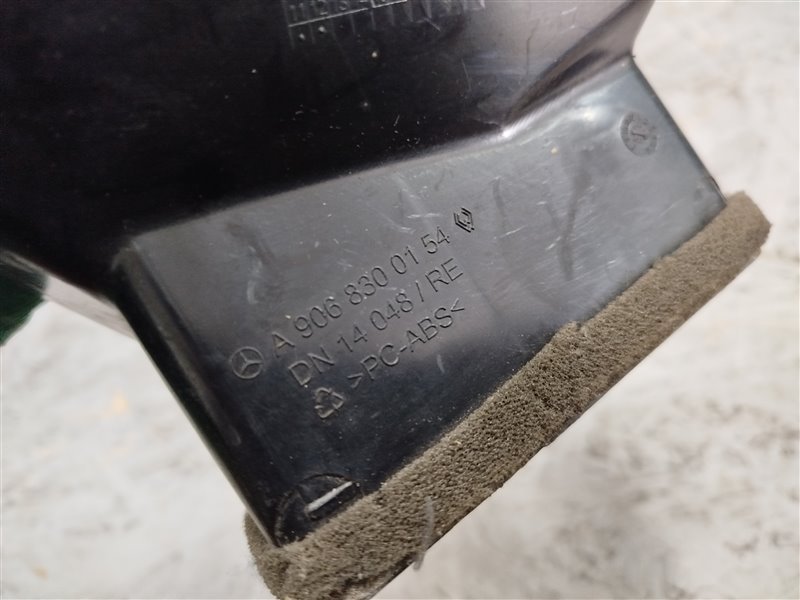 A 906 830 01 54
DN 14 048 / RE
>PC-ABS<